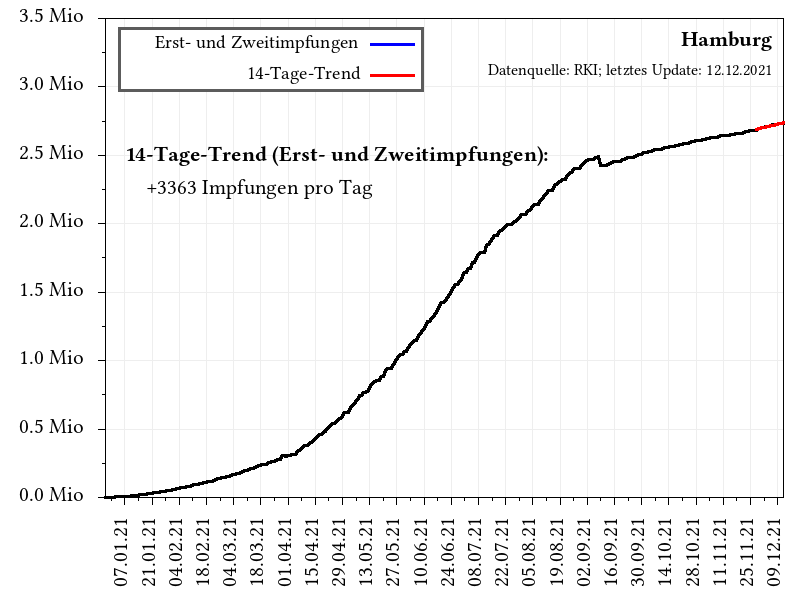 3.5 Mio
3.0 Mio
2.5 Mio
2.0 Mio
1.5 Mio
1.0 Mio
0.5 Mio
0.0 Mio
Erst- und Zweitimpfungen
14-Tage-Trend
Hamburg
Datenquelle: RKI; letztes Update: 12.12.2021
14-Tage-Trend (Erst- und Zweitimpfungen):
+3363 Impfungen pro Tag
07.01.21
21.01.21
04.02.21
18.02.21
04.03.21
18.03.21
01.04.21
15.04.21
29.04.21
13.05.21
27.05.21
10.06.21
24.06.21
08.07.21
22.07.21
05.08.21
19.08.21
02.09.21
16.09.21
30.09.21
14.10.21
28.10.21
11.11.21
25.11.21
09.12.21